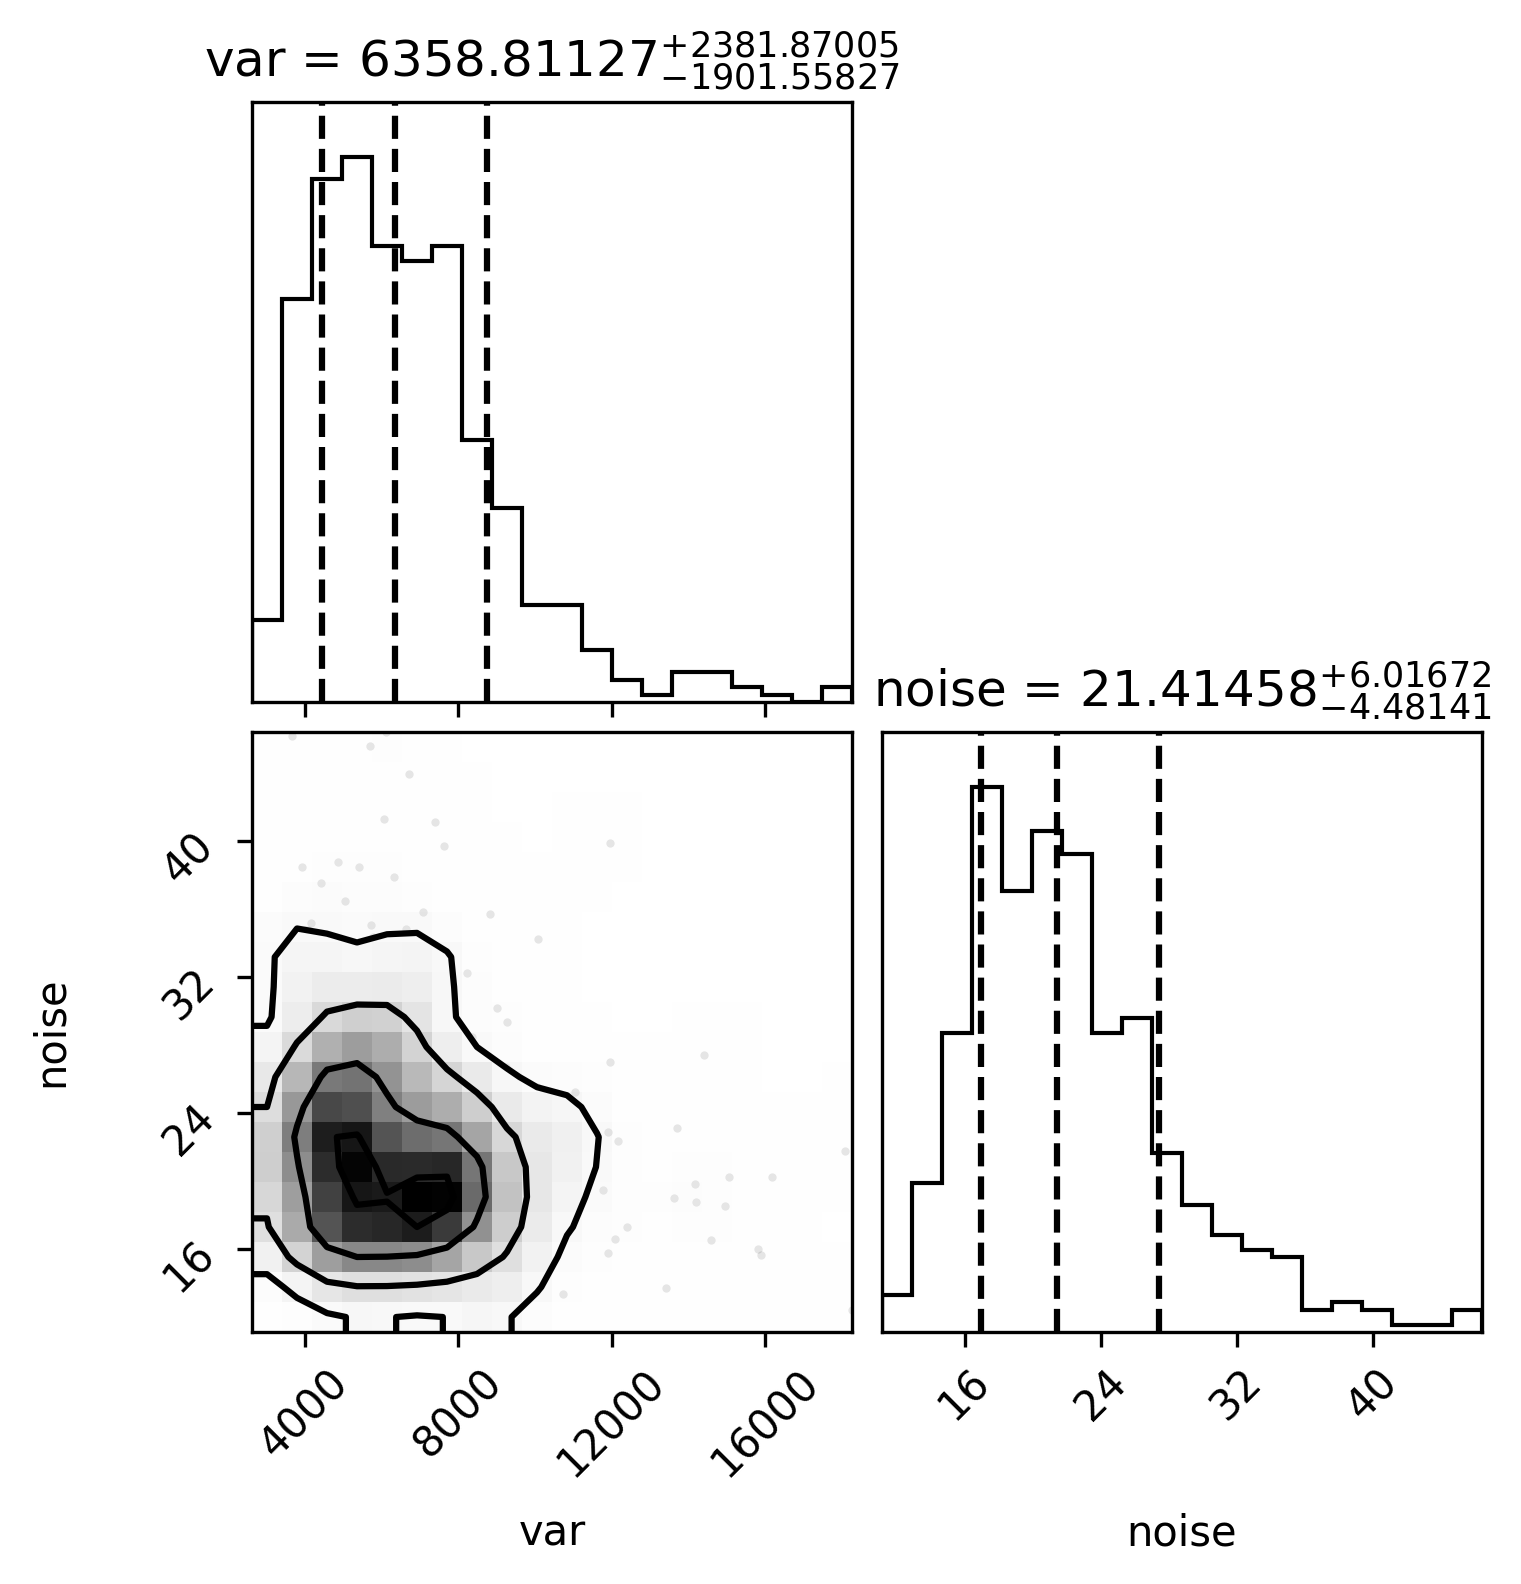 var = 6358.81127+2381.87005−1901.55827
noise = 21.41458+6.01672−4.48141
noise
40
32
24
16
4000 8000 12000 16000
var
16 24 32 40
noise